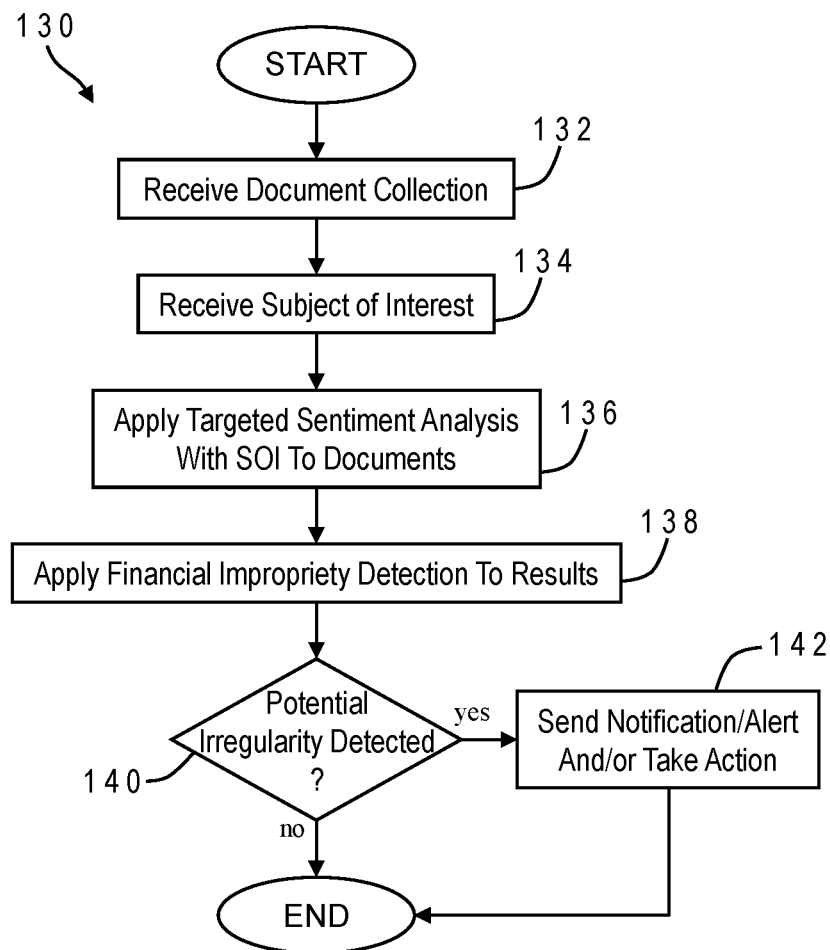 130
START
132
Receive Document Collection
134
Receive Subject of Interest
136
Apply Targeted Sentiment Analysis
With SOI To Documents
138
Apply Financial Impropriety Detection To Results
142
Potential
Irregularity Detected
?
yes
Send Notification/Alert
And/or Take Action
140
no
END